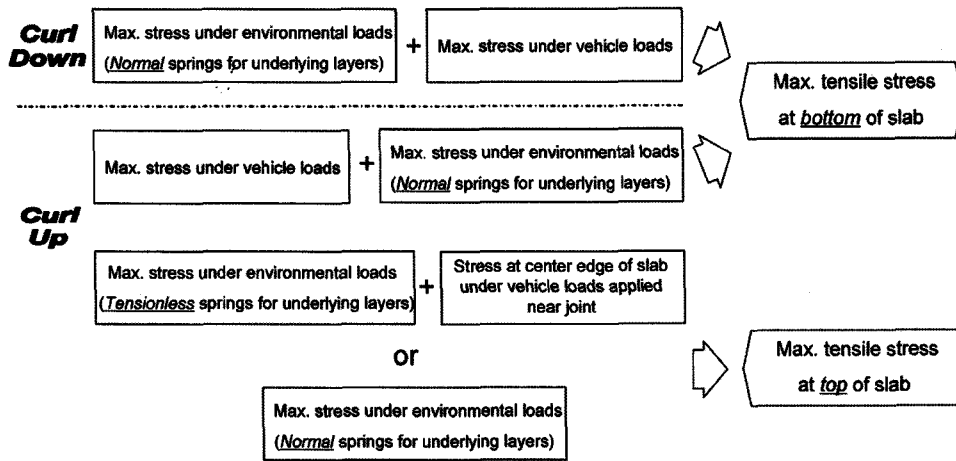 Curl
Down
Max. stress under environmental loads
(Normal springs for underlying layers)
+
Max. stress under vehicle loads
Max. tensile stress
at bottom of slab
Curl
Up
Max. stress under vehicle loads
+
Max. stress under environmental loads
(Normal springs for underlying layers)
Max. stress under environmental loads
(Tensionless springs for underlying layers)
+
Stress at center edge of slab
under vehicle loads applied
near joint
or
Max. stress under environmental loads
(Normal springs for underlying layers)
Max. tensile stress
at top of slab